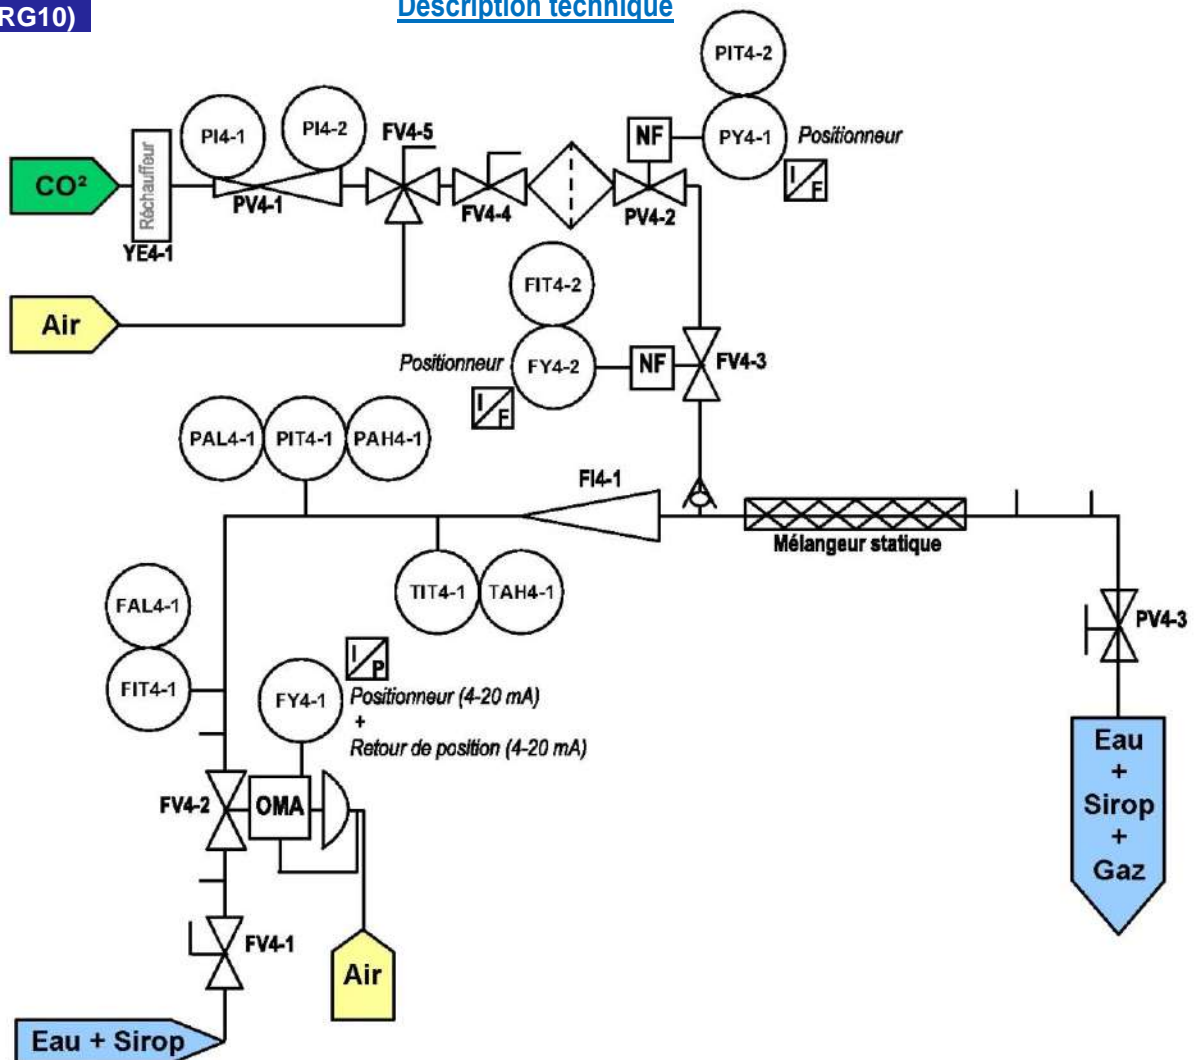 RG10)
Description technique
PIT4-2
PI4-1
PI4-2
FV4-5
NF
PY4-1
Positionneur
I/F
CO²
Réchauffeur
PV4-1
FV4-4
PV4-2
YE4-1
FIT4-2
Air
Positionneur
FY4-2
NF
FV4-3
I/F
PAL4-1
PIT4-1
PAH4-1
FI4-1
Mélangeur statique
TIT4-1
TAH4-1
FAL4-1
PV4-3
FIT4-1
FY4-1
I/P
Positionneur (4-20 mA)
+
Retour de position (4-20 mA)
FV4-2
OMA
Eau
+
Sirop
+
Gaz
FV4-1
Air
Eau + Sirop